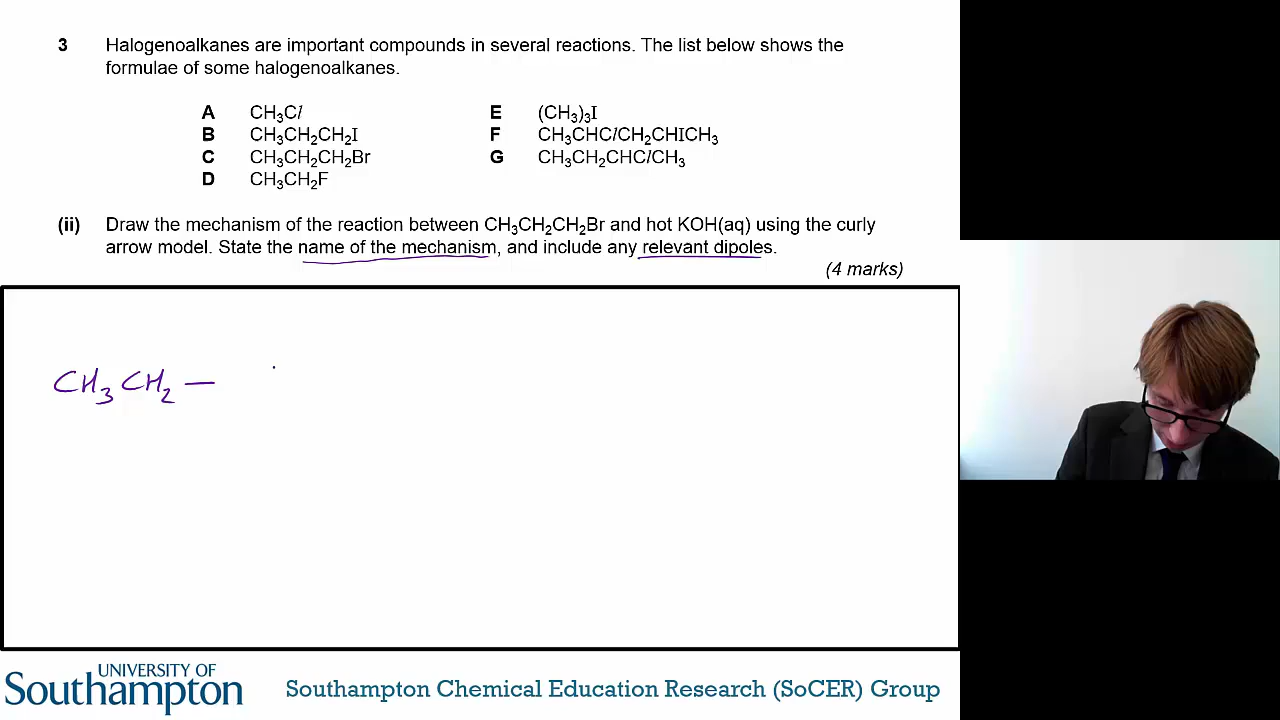 3 Halogenoalkanes are important compounds in several reactions. The list below shows the
formulae of some halogenoalkanes.
A CH₃Cl E (CH₃)₃I
B CH₃CH₂CH₂I F CH₃CHClCH₂CHICH₃
C CH₃CH₂CH₂Br G CH₃CH₂CHClCH₃
D CH₃CH₂F
(ii) Draw the mechanism of the reaction between CH₃CH₂CH₂Br and hot KOH(aq) using the curly
arrow model. State the name of the mechanism, and include any relevant dipoles.
(4 marks)
CH₃ CH₂ —
UNIVERSITY OF
Southampton
Southampton Chemical Education Research (SoCER) Group